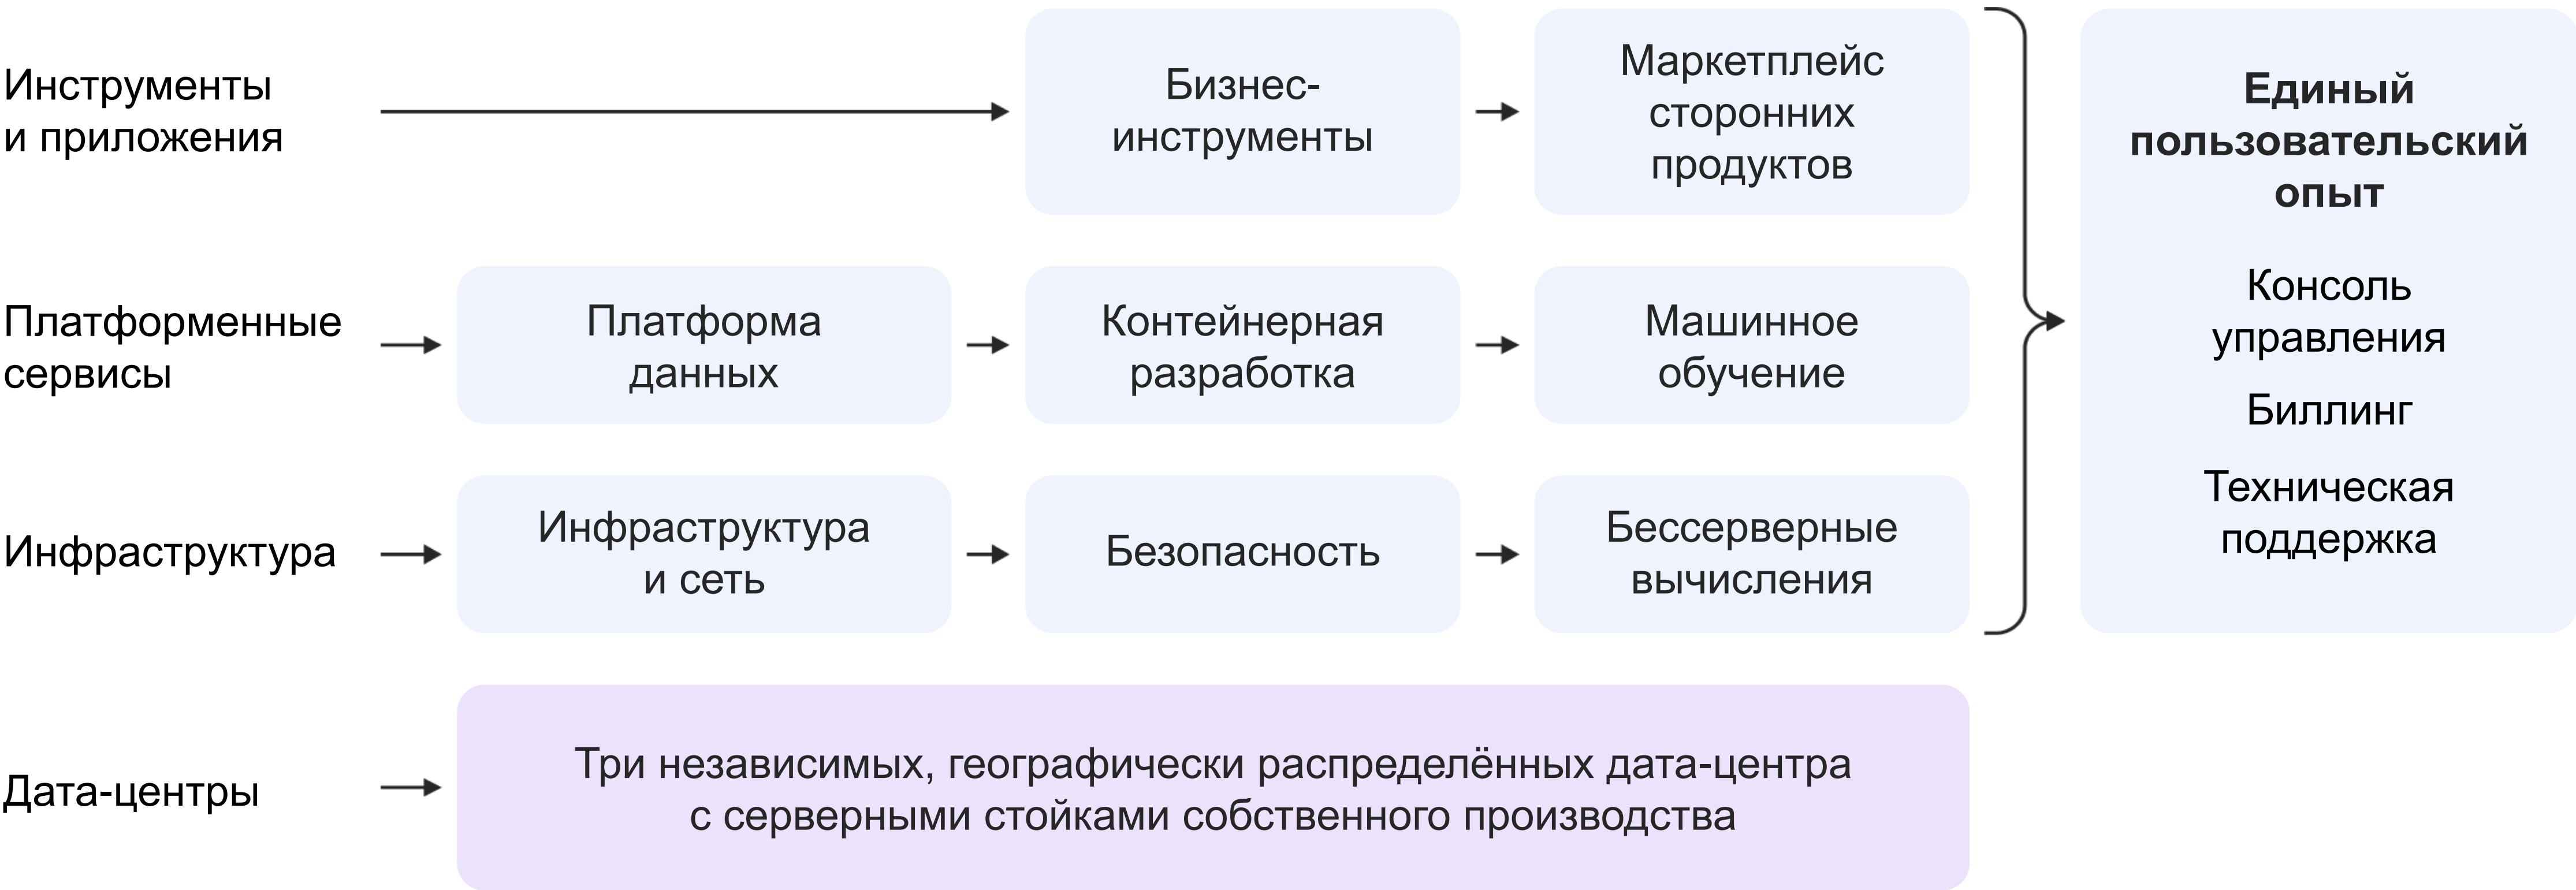 Инструменты
и приложения
Бизнес-
инструменты
Маркетплейс
сторонних
продуктов
Платформенные
сервисы
Платформа
данных
Контейнерная
разработка
Машинное
обучение
Инфраструктура
Инфраструктура
и сеть
Безопасность
Бессерверные
вычисления
Единый
пользовательский
опыт
Консоль
управления
Биллинг
Техническая
поддержка
Дата-центры
Три независимых, географически распределённых дата-центра
с серверными стойками собственного производства